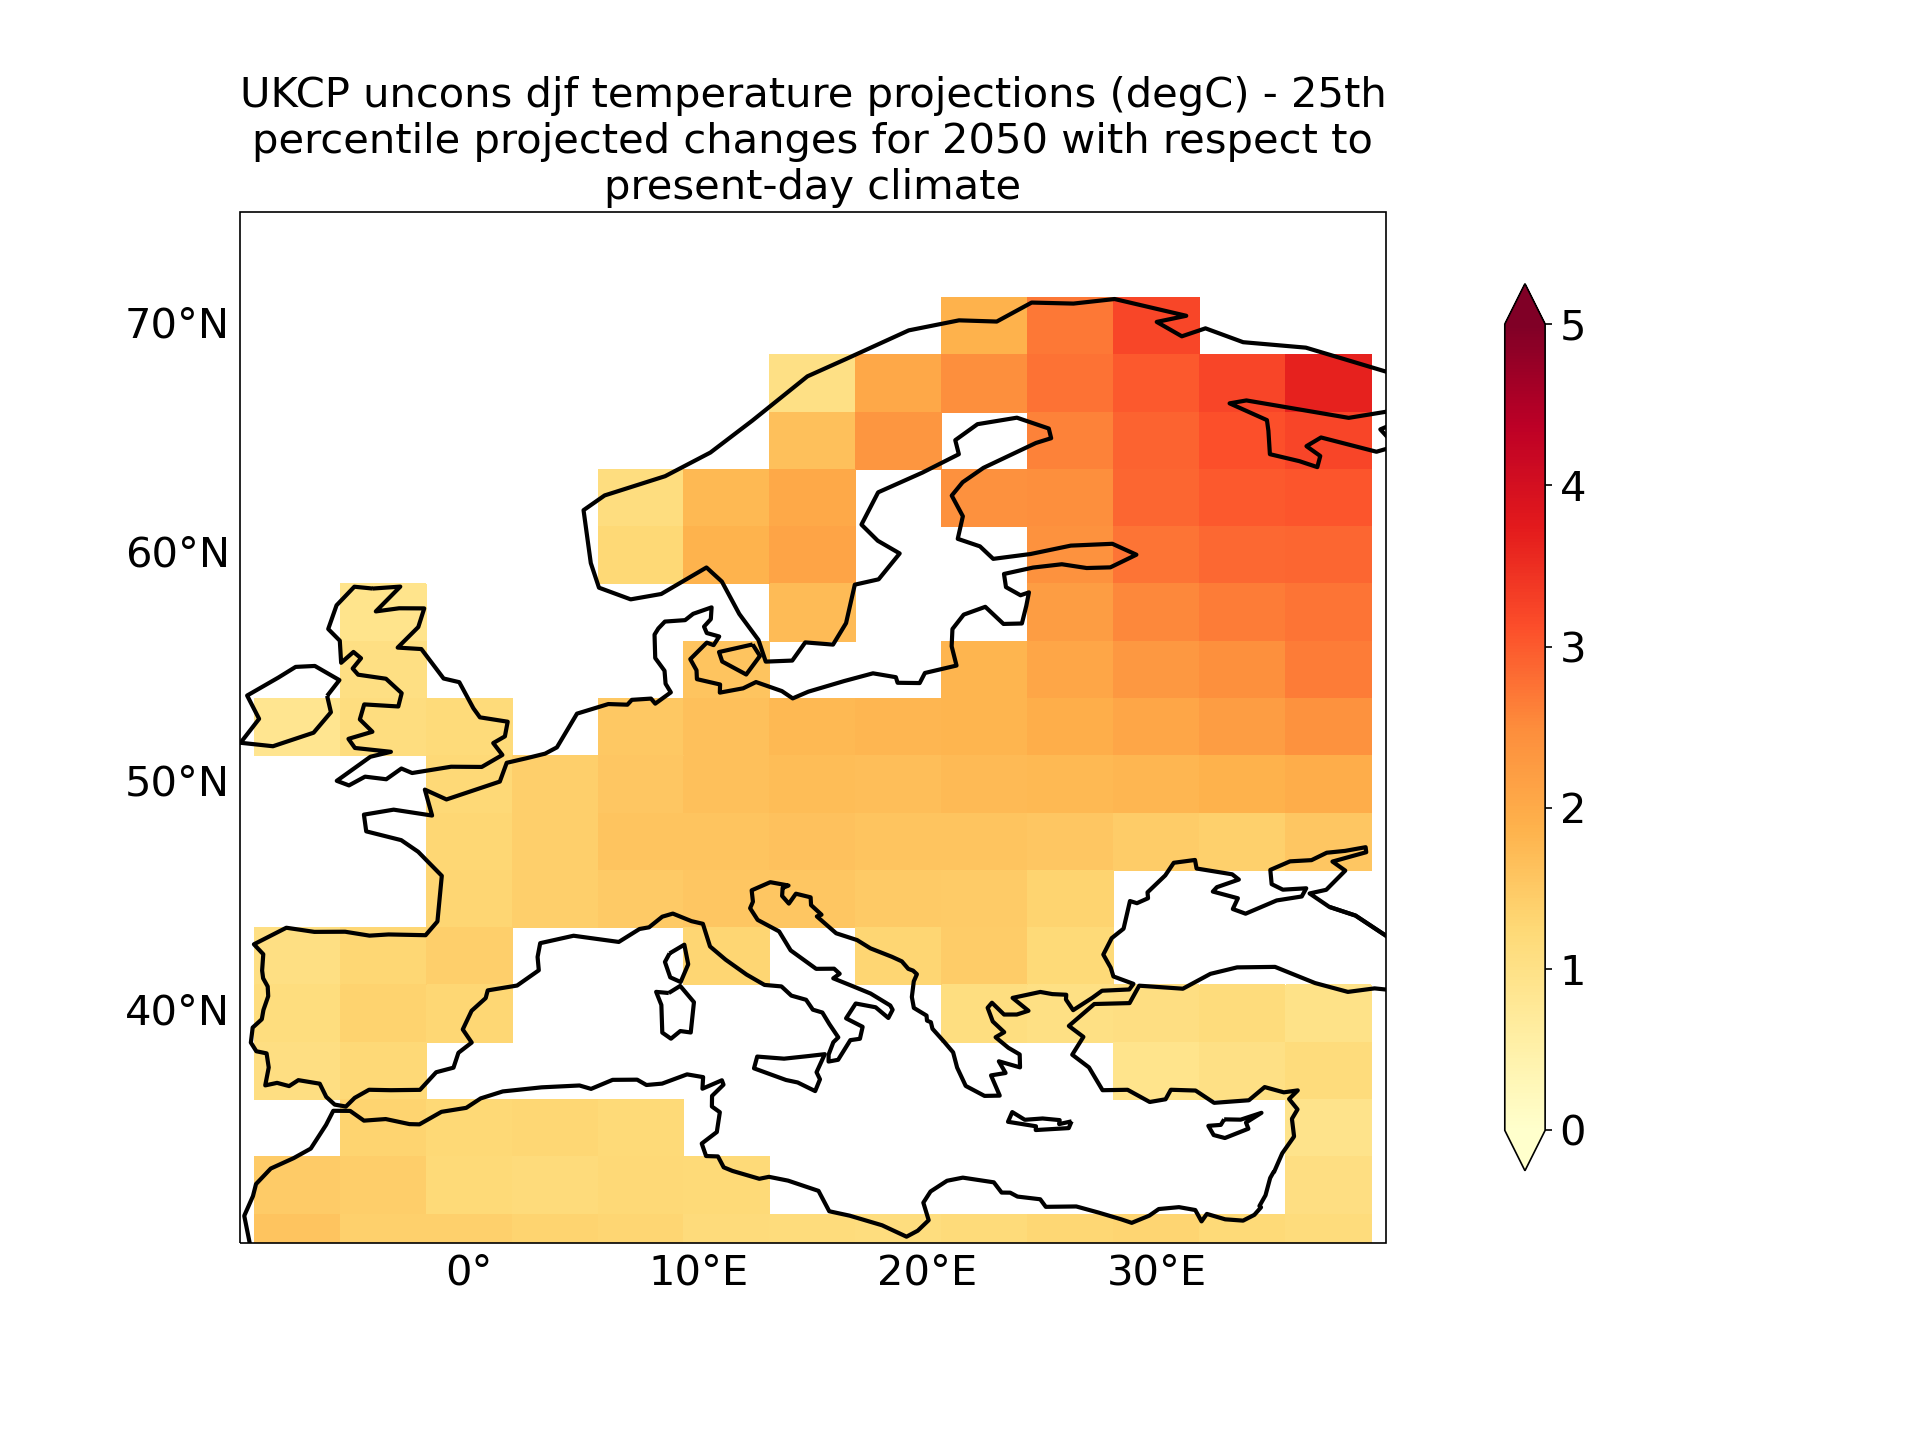 UKCP uncons djf temperature projections (degC) - 25th
percentile projected changes for 2050 with respect to
present-day climate
70°N
60°N
50°N
40°N
0°
10°E
20°E
30°E
5
4
3
2
1
0